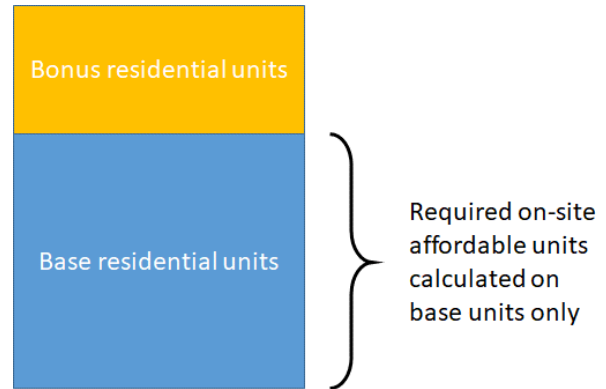 Bonus residential units
Base residential units
Required on-site
affordable units
calculated on
base units only